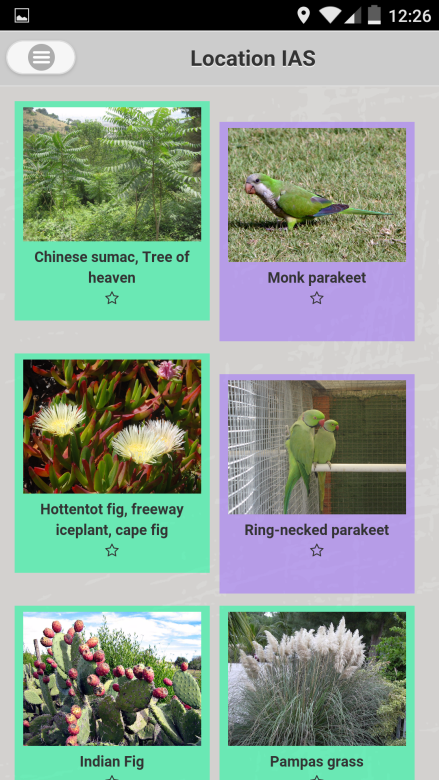 12:26
Location IAS
Chinese sumac, Tree of
heaven
Monk parakeet
Hottentot fig, freeway
iceplant, cape fig
Ring-necked parakeet
Indian Fig
Pampas grass